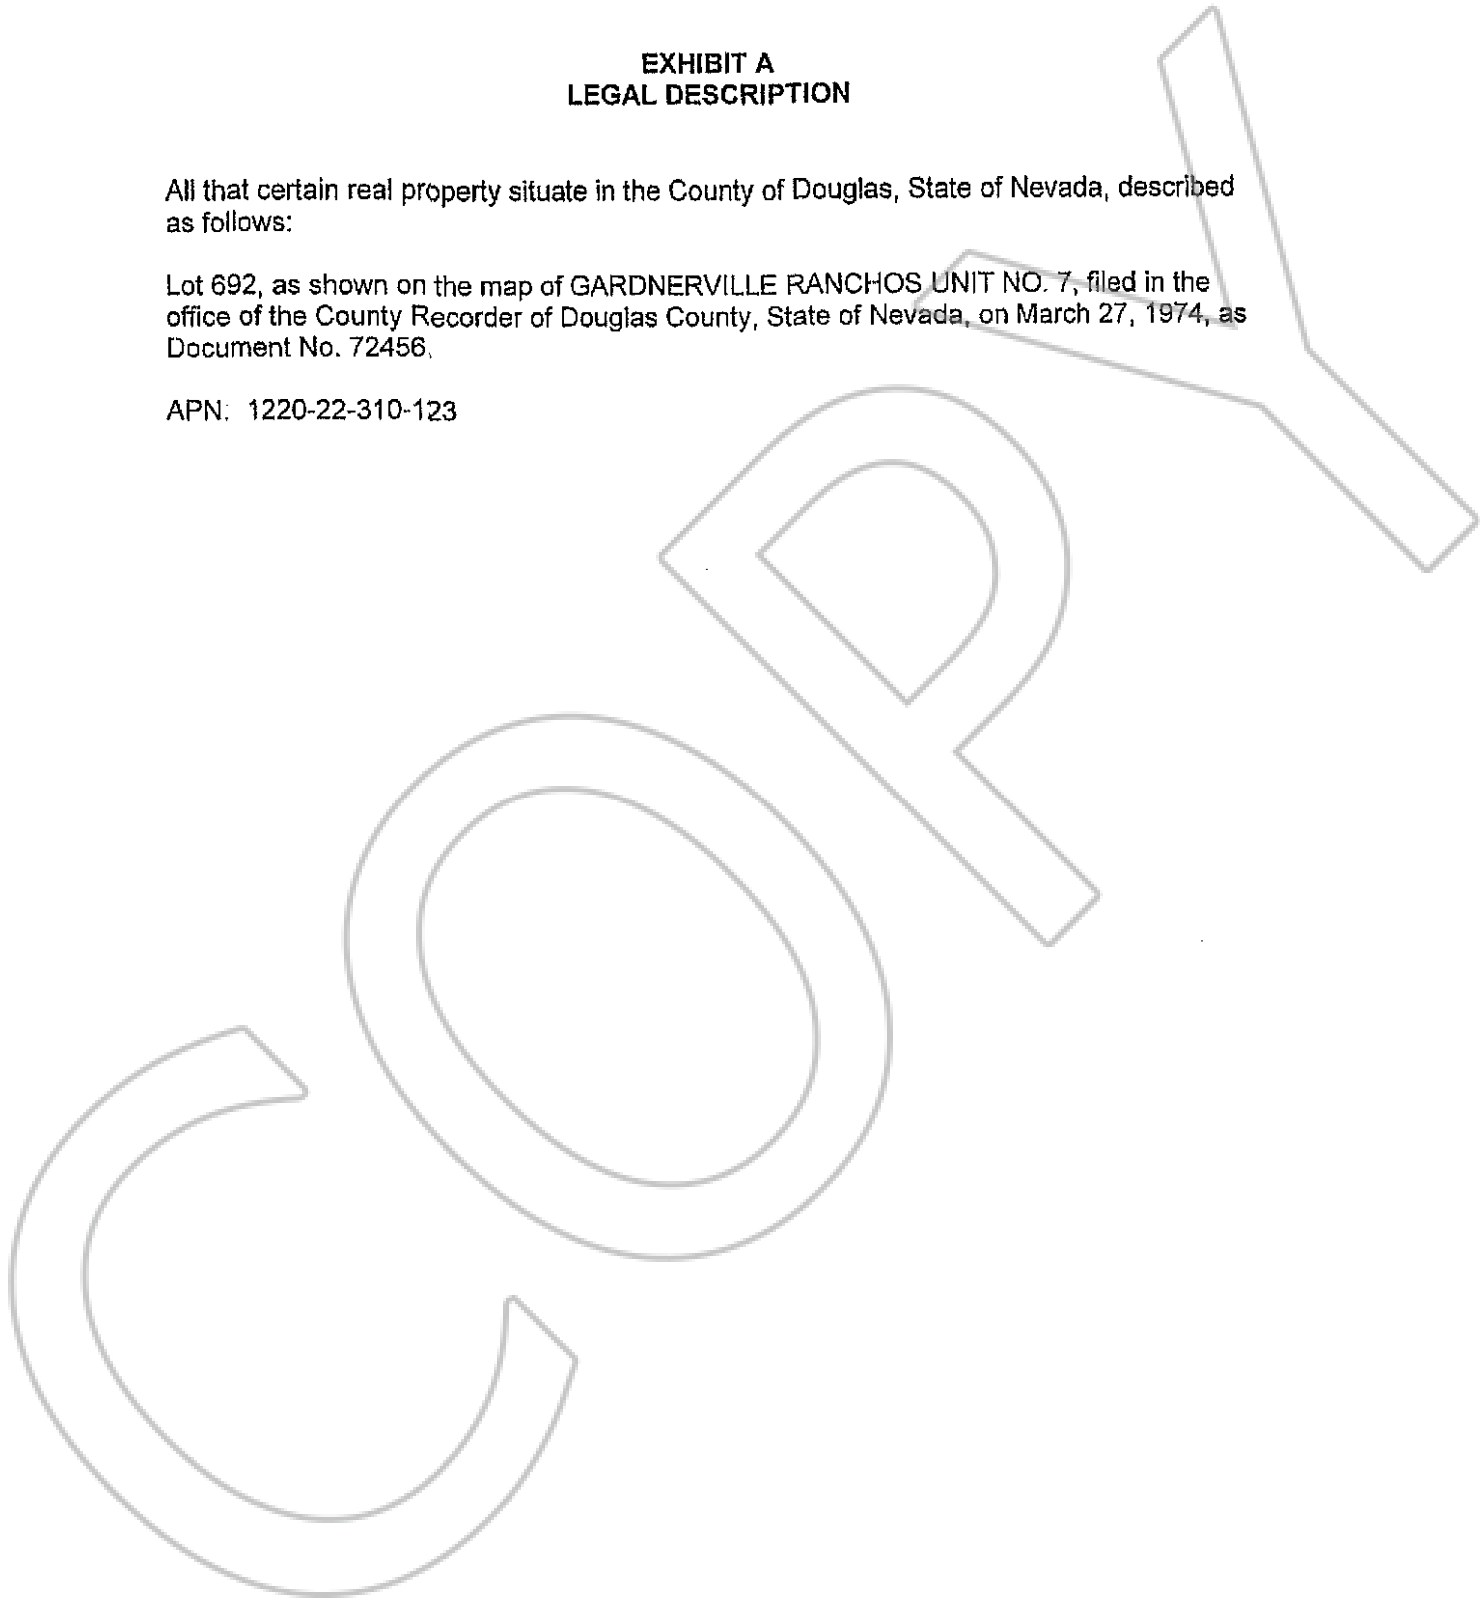 EXHIBIT A
LEGAL DESCRIPTION
All that certain real property situate in the County of Douglas, State of Nevada, described
as follows:
Lot 692, as shown on the map of GARDNERVILLE RANCHOS UNIT NO. 7, filed in the
office of the County Recorder of Douglas County, State of Nevada, on March 27, 1974, as
Document No. 72456.
APN: 1220-22-310-123
COPY